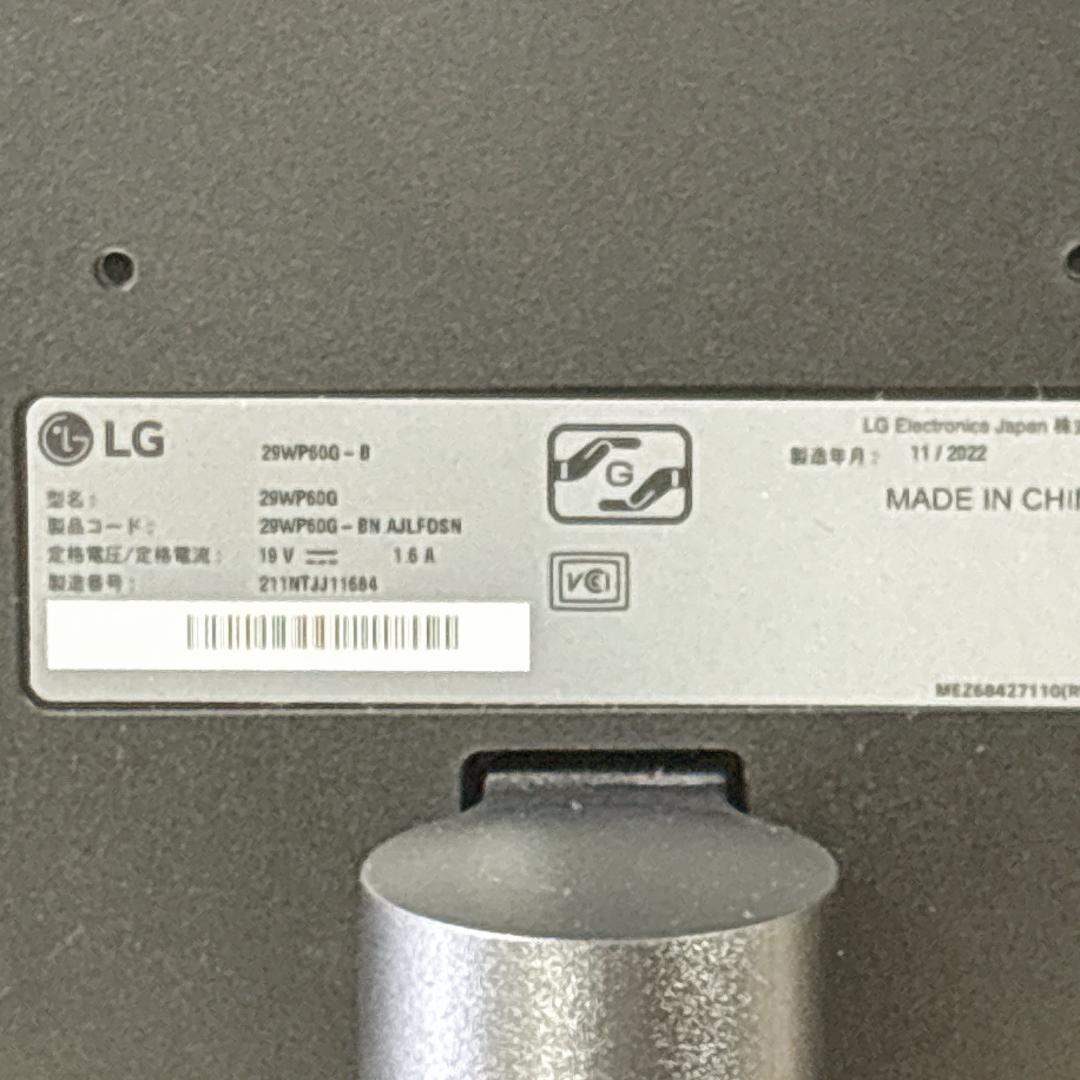 LG
29WP60G - B
型名 :
29WP60G
製品コード :
29WP60G - BN AJLFDSN
定格電圧/定格電流 :
19 V 1.6 A
製造番号 :
211NTJJ11684
G
VCI
LG Electronics Japan
製造年月 : 11 / 2022
MADE IN
MEZ68427110